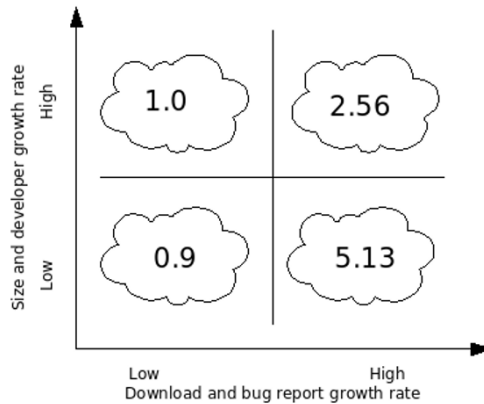 Size and developer growth rate
High
Low
1.0
2.56
0.9
5.13
Low
High
Download and bug report growth rate